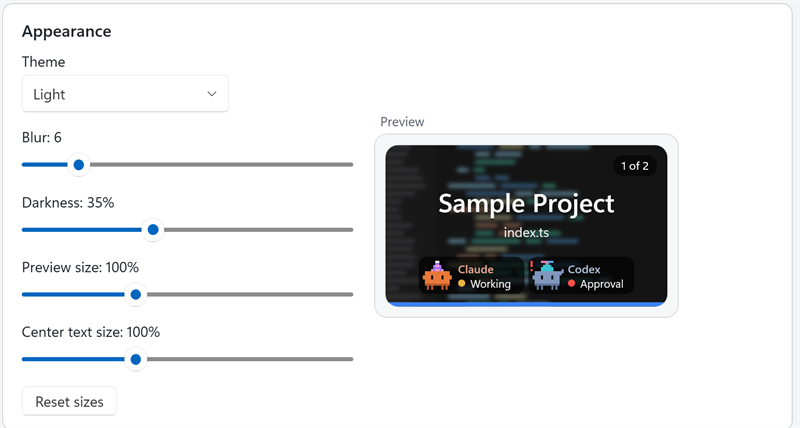 Appearance
Theme
Light
Blur: 6
Darkness: 35%
Preview size: 100%
Center text size: 100%
Reset sizes
Preview
1 of 2
Sample Project
index.ts
Claude
Working
Codex
Approval